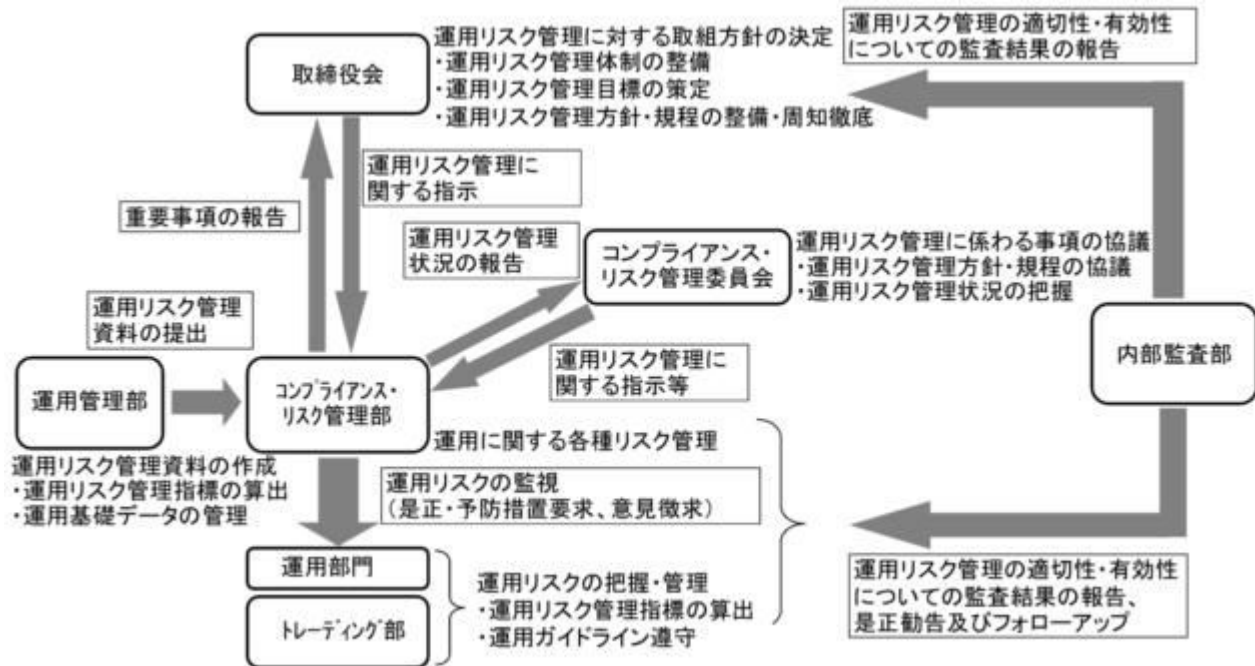 取締役会
運用リスク管理に対する取組方針の決定
・運用リスク管理体制の整備
・運用リスク管理目標の策定
・運用リスク管理方針・規程の整備・周知徹底
運用リスク管理の適切性・有効性
についての監査結果の報告
運用リスク管理に
関する指示
重要事項の報告
運用リスク管理
状況の報告
コンプライアンス・
リスク管理委員会
運用リスク管理に係わる事項の協議
・運用リスク管理方針・規程の協議
・運用リスク管理状況の把握
運用リスク管理
資料の提出
運用リスク管理に
関する指示等
内部監査部
運用管理部
コンプライアンス・
リスク管理部
運用に関する各種リスク管理
運用リスク管理資料の作成
・運用リスク管理指標の算出
・運用基礎データの管理
運用リスクの監視
（是正・予防措置要求、意見徴求）
運用部門
トレーディング部
運用リスクの把握・管理
・運用リスク管理指標の算出
・運用ガイドライン遵守
運用リスク管理の適切性・有効性
についての監査結果の報告、
是正勧告及びフォローアップ